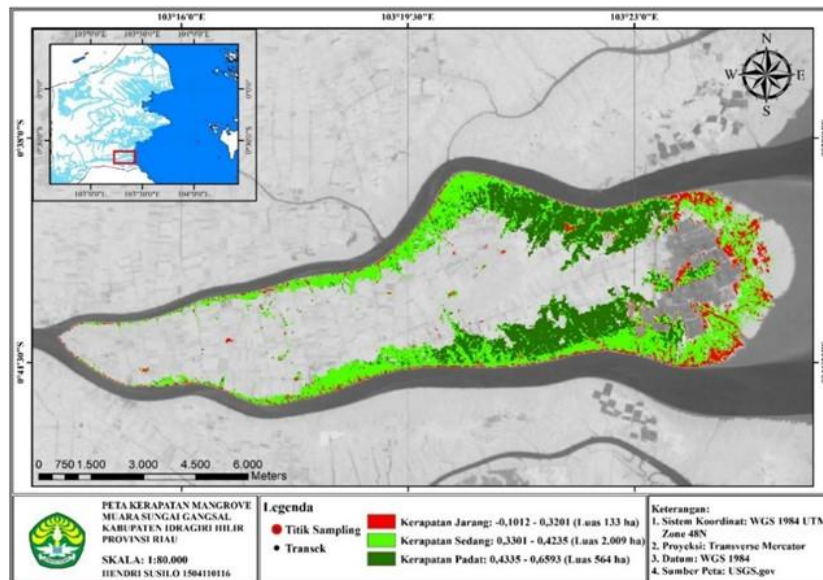 103°16'0"E 103°19'30"E 103°23'0"E
N
W E
S
0°38'0"S
0°41'30"S
0 750 1.500 3.000 4.500 6.000
Meters
PETA KERAPATAN MANGROVE
MUARA SUNGAI GANGSAL
KABUPATEN IDRAGIRI HILIR
PROVINSI RIAU
SKALA: 1:80,000
HENDRI SUSILO 1504110116
Legenda
Titik Sampling
Transek
Kerapatan Jarang: -0,1012 - 0,3201 (Luas 133 ha)
Kerapatan Sedang: 0,3301 - 0,4235 (Luas 2.009 ha)
Kerapatan Padat: 0,4335 - 0,6593 (Luas 564 ha)
Keterangan:
1. Sistem Koordinat: WGS 1984 UTM
Zone 48N
2. Proyeksi: Transverse Mercator
3. Datum: WGS 1984
4. Sumber Peta: USGS.gov